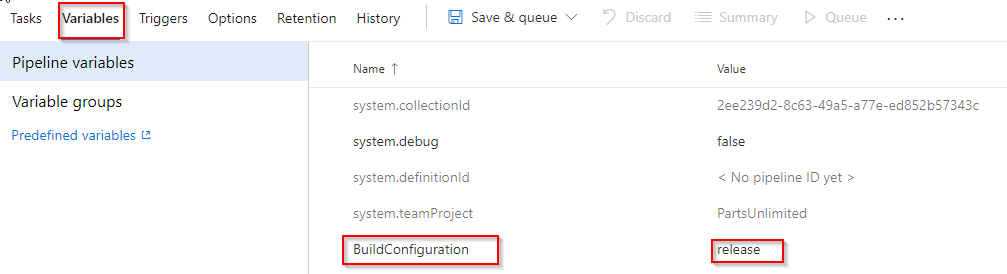 Tasks Variables Triggers Options Retention History Save & queue Discard Summary Queue ...
Pipeline variables
Variable groups
Predefined variables
Name ↑ Value
system.collectionId 2ee239d2-8c63-49a5-a77e-ed852b57343c
system.debug false
system.definitionId < No pipeline ID yet >
system.teamProject PartsUnlimited
BuildConfiguration release